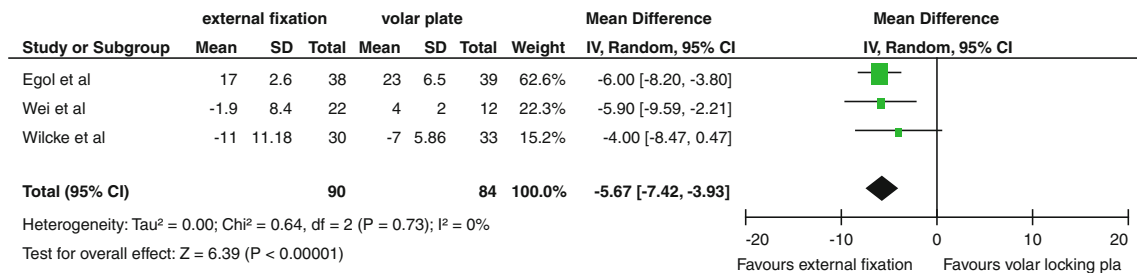 external fixation volar plate Mean Difference Mean Difference
Study or Subgroup Mean SD Total Mean SD Total Weight IV, Random, 95% CI IV, Random, 95% CI
Egol et al 17 2.6 38 23 6.5 39 62.6% -6.00 [-8.20, -3.80]
Wei et al -1.9 8.4 22 4 2 12 22.3% -5.90 [-9.59, -2.21]
Wilcke et al -11 11.18 30 -7 5.86 33 15.2% -4.00 [-8.47, 0.47]
Total (95% CI) 90 84 100.0% -5.67 [-7.42, -3.93]
Heterogeneity: Tau² = 0.00; Chi² = 0.64, df = 2 (P = 0.73); I² = 0%
Test for overall effect: Z = 6.39 (P < 0.00001)
-20 -10 0 10 20
Favours external fixation Favours volar locking pla